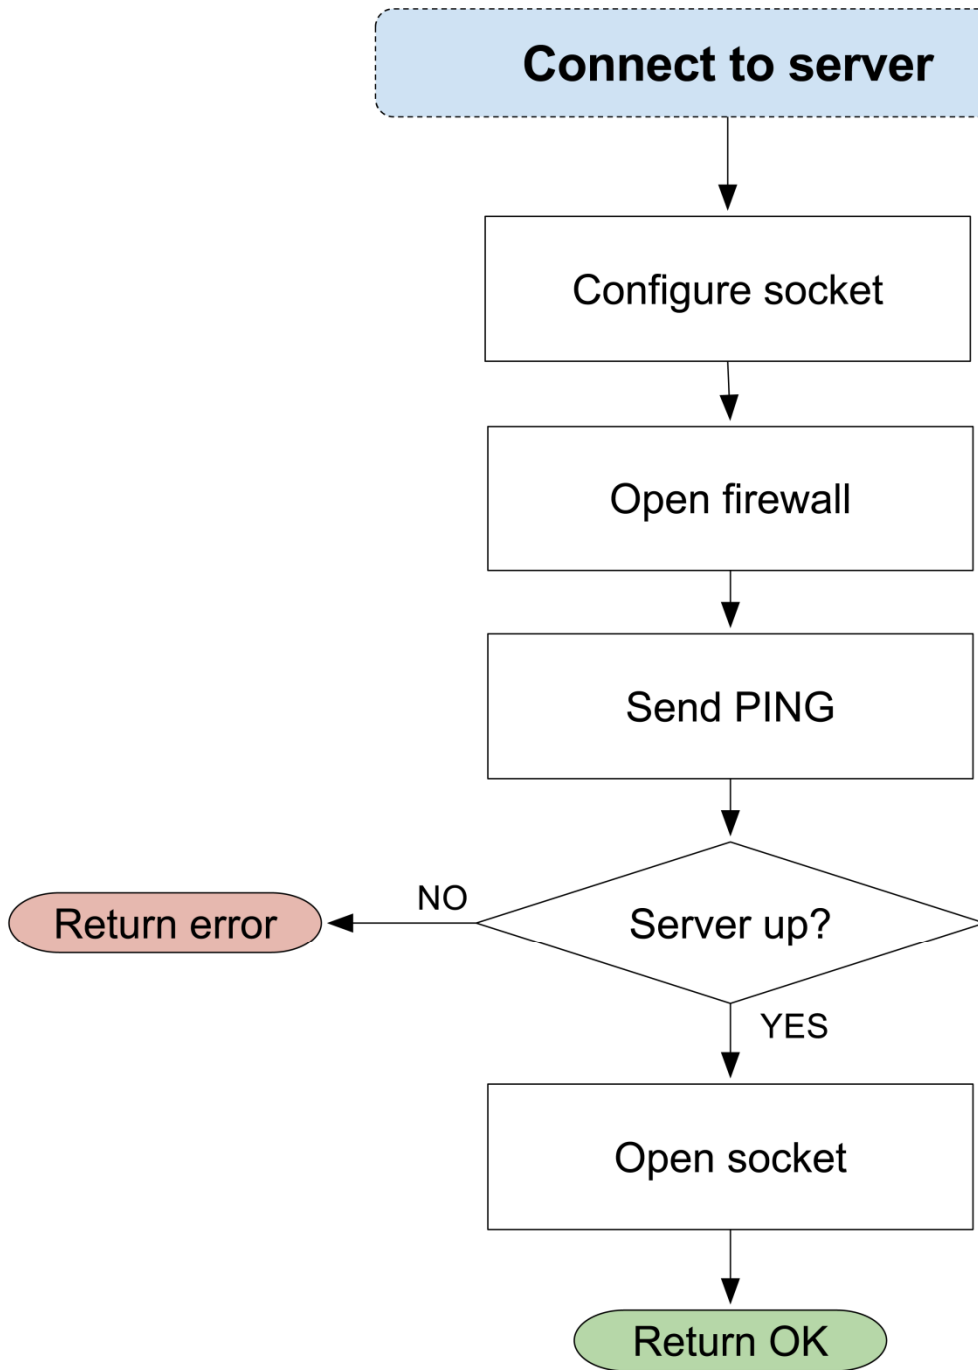 Connect to server
Configure socket
Open firewall
Send PING
Server up?
NO
Return error
YES
Open socket
Return OK